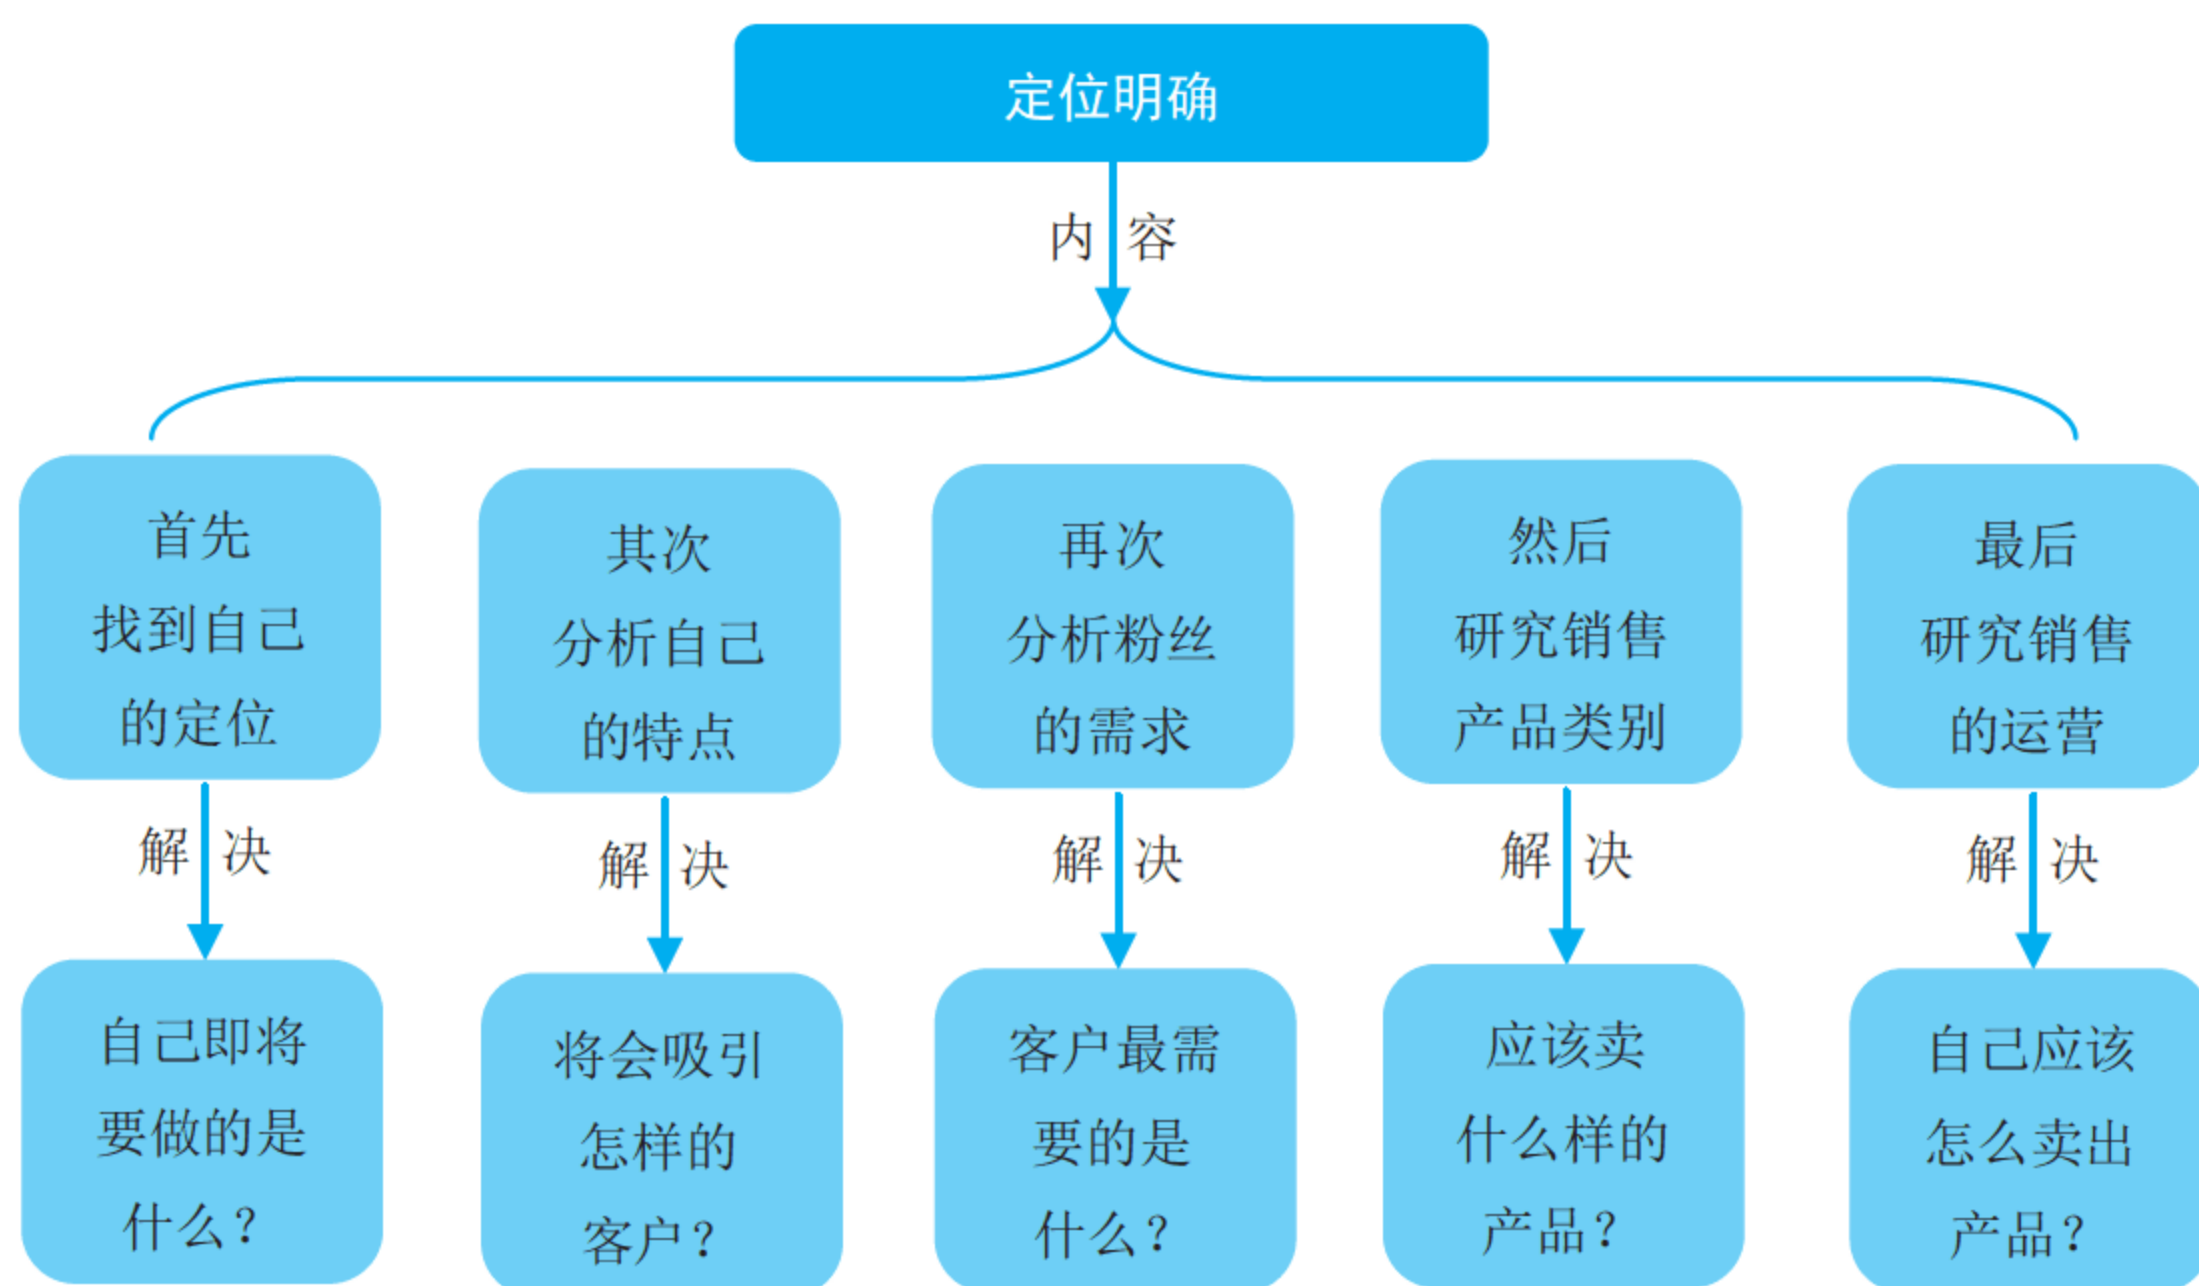 定位明确
内 容
首先
找到自己
的定位
其次
分析自己
的特点
再次
分析粉丝
的需求
然后
研究销售
产品类别
最后
研究销售
的运营
解 决
解 决
解 决
解 决
解 决
自己即将
要做的是
什么？
将会吸引
怎样的
客户？
客户最需
要的是
什么？
应该卖
什么样的
产品？
自己应该
怎么卖出
产品？